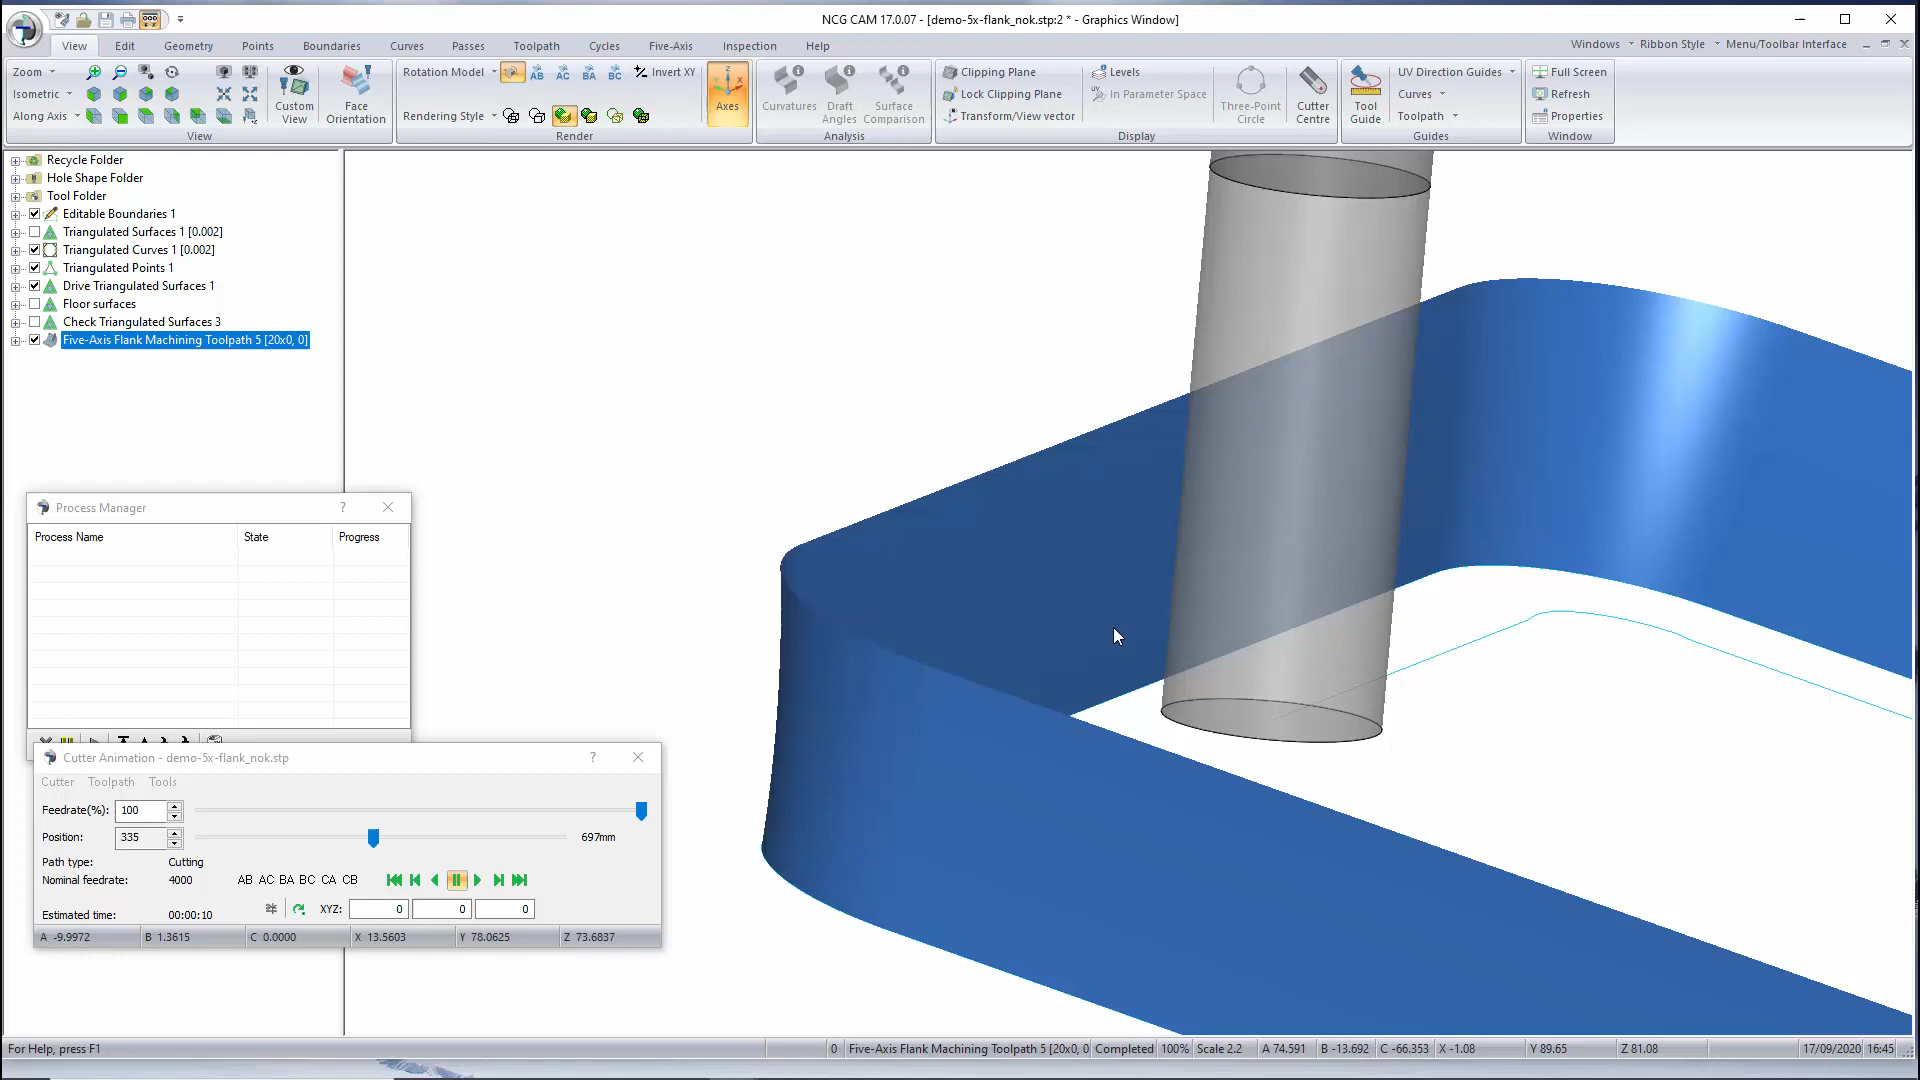 NCG CAM 17.0.07 - [demo-5x-flank_nok.stp:2 * - Graphics Window]
View Edit Geometry Points Boundaries Curves Passes Toolpath Cycles Five-Axis Inspection Help Windows Ribbon Style Menu/Toolbar Interface
Zoom
Isometric
Along Axis
Custom View
Face Orientation
View
Rotation Model AB AC BA BC Invert XY
Rendering Style
Axes
Render
Curvatures
Draft Angles
Surface Comparison
Analysis
Clipping Plane
Lock Clipping Plane
Transform/View vector
Levels
UV In Parameter Space
Three-Point Circle
Cutter Centre
Display
Tool Guide
UV Direction Guides
Curves
Toolpath
Guides
Full Screen
Refresh
Properties
Window
Recycle Folder
Hole Shape Folder
Tool Folder
Editable Boundaries 1
Triangulated Surfaces 1 [0.002]
Triangulated Curves 1 [0.002]
Triangulated Points 1
Drive Triangulated Surfaces 1
Floor surfaces
Check Triangulated Surfaces 3
Five-Axis Flank Machining Toolpath 5 [20x0, 0]
Process Manager ?
Process Name State Progress
Cutter Animation - demo-5x-flank_nok.stp ?
Cutter Toolpath Tools
Feedrate(%): 100
Position: 335 697mm
Path type: Cutting
Nominal feedrate: 4000 AB AC BA BC CA CB
Estimated time: 00:00:10 XYZ: 0 0 0
A -9.9972 B 1.3615 C 0.0000 X 13.5603 Y 78.0625 Z 73.6837
For Help, press F1 0 Five-Axis Flank Machining Toolpath 5 [20x0, 0 Completed 100% Scale 2.2 A 74.591 B -13.692 C -66.353 X -1.08 Y 89.65 Z 81.08 17/09/2020 16:45